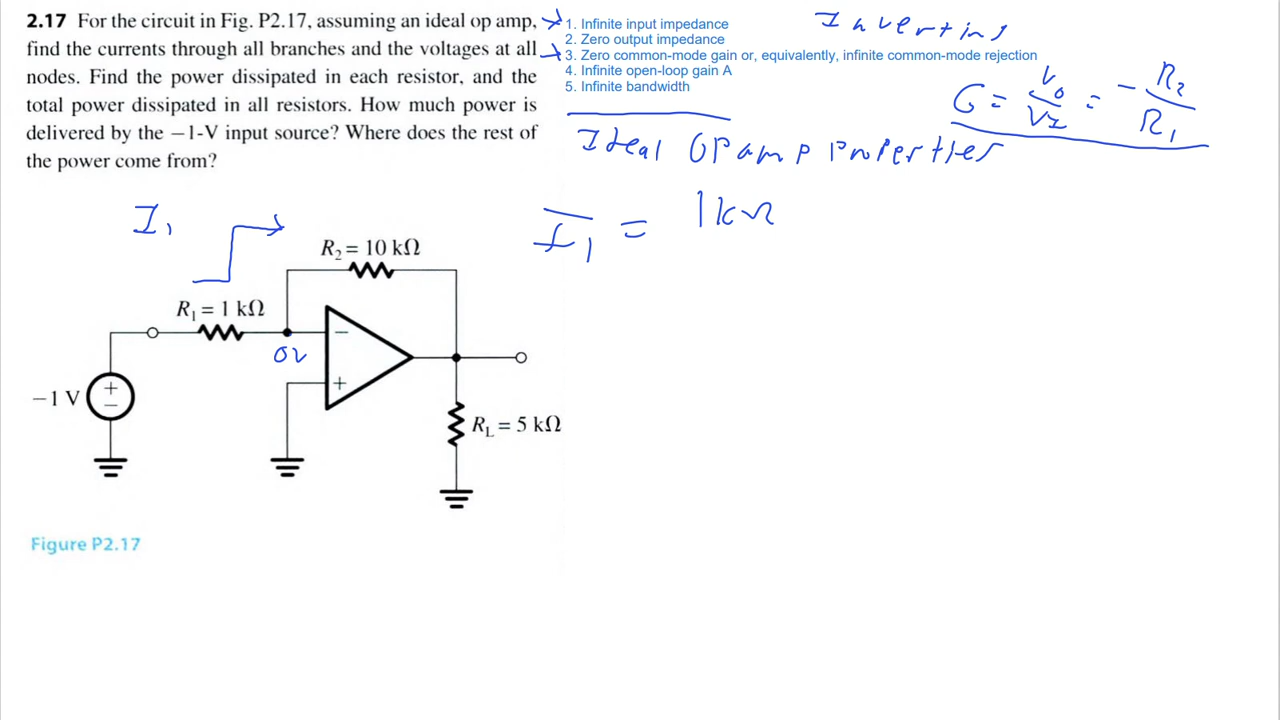 2.17 For the circuit in Fig. P2.17, assuming an ideal op amp,
find the currents through all branches and the voltages at all
nodes. Find the power dissipated in each resistor, and the
total power dissipated in all resistors. How much power is
delivered by the −1-V input source? Where does the rest of
the power come from?
1. Infinite input impedance
2. Zero output impedance
3. Zero common-mode gain or, equivalently, infinite common-mode rejection
4. Infinite open-loop gain A
5. Infinite bandwidth
Inverting
G = Vo/VI = - R2/R1
Ideal OP amp Properties
I1
I1 = 1kΩ
R2 = 10 kΩ
R1 = 1 kΩ
0V
−
+
−1 V
+
−
RL = 5 kΩ
Figure P2.17